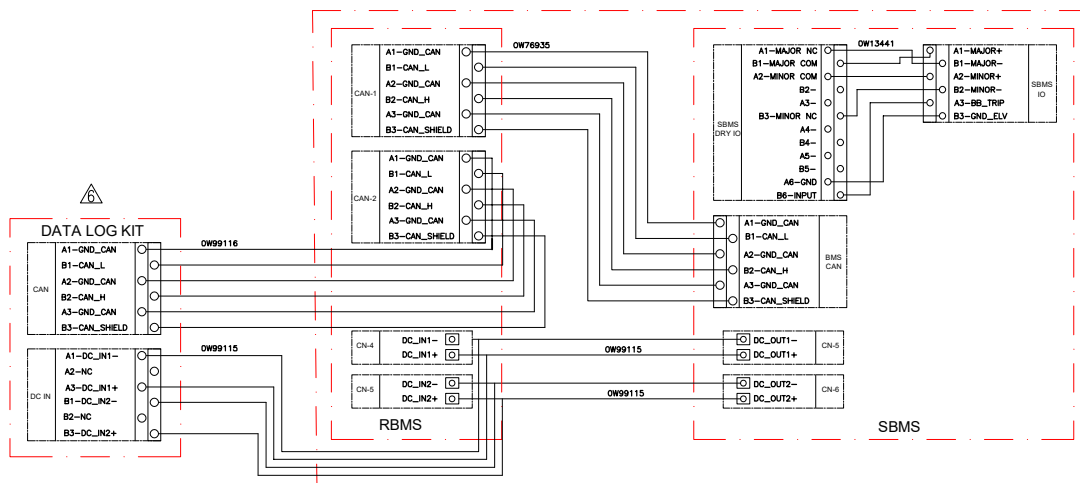 0W76935
CAN-1
A1-GND_CAN
B1-CAN_L
A2-GND_CAN
B2-CAN_H
A3-GND_CAN
B3-CAN_SHIELD
CAN-2
A1-GND_CAN
B1-CAN_L
A2-GND_CAN
B2-CAN_H
A3-GND_CAN
B3-CAN_SHIELD
CN-4
DC_IN1-
DC_IN1+
CN-5
DC_IN2-
DC_IN2+
RBMS
0W99115
0W99115
6
DATA LOG KIT
CAN
A1-GND_CAN
B1-CAN_L
A2-GND_CAN
B2-CAN_H
A3-GND_CAN
B3-CAN_SHIELD
0W99116
DC IN
A1-DC_IN1-
A2-NC
A3-DC_IN1+
B1-DC_IN2-
B2-NC
B3-DC_IN2+
0W99115
SBMS
DRY IO
A1-MAJOR NC
B1-MAJOR COM
A2-MINOR COM
B2-
A3-
B3-MINOR NC
A4-
B4-
A5-
B5-
A6-GND
B6-INPUT
0W13441
A1-MAJOR+
B1-MAJOR-
A2-MINOR+
B2-MINOR-
A3-BB_TRIP
B3-GND_ELV
SBMS
IO
A1-GND_CAN
B1-CAN_L
A2-GND_CAN
B2-CAN_H
A3-GND_CAN
B3-CAN_SHIELD
BMS
CAN
DC_OUT1-
DC_OUT1+
CN-5
DC_OUT2-
DC_OUT2+
CN-6
SBMS